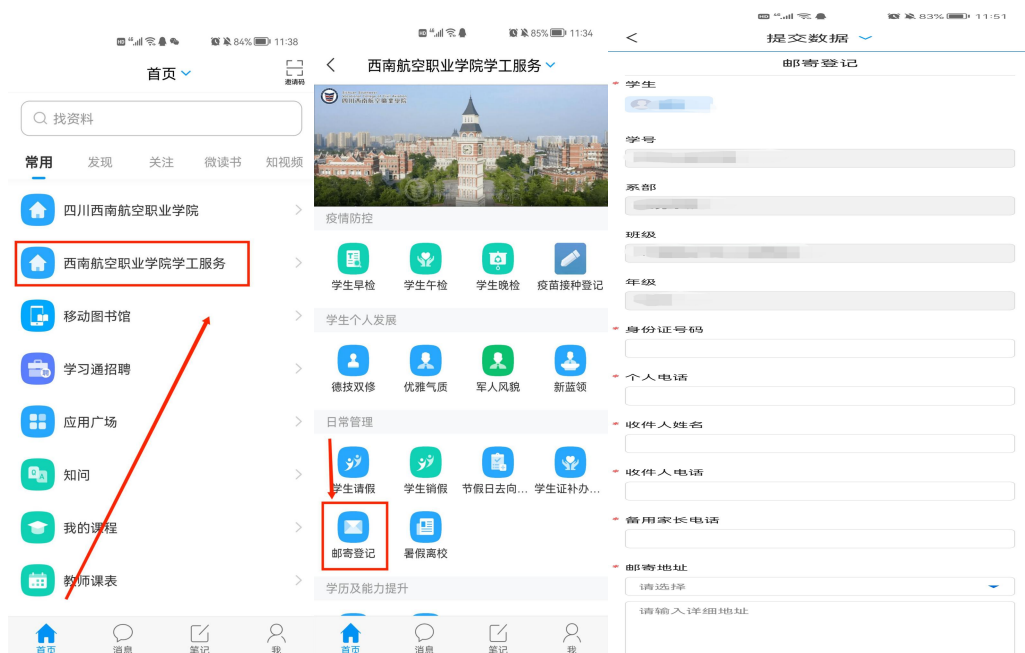 84% 11:38
首页
邀请码
找资料
常用 发现 关注 微读书 知视频
四川西南航空职业学院
西南航空职业学院学工服务
移动图书馆
学习通招聘
应用广场
知问
我的课程
教师课表
首页 消息 笔记 我
85% 11:34
西南航空职业学院学工服务
四川西南航空职业学院
疫情防控
学生早检 学生午检 学生晚检 疫苗接种登记
学生个人发展
德技双修 优雅气质 军人风貌 新蓝领
日常管理
学生请假 学生销假 节假日去向... 学生证补办...
邮寄登记 暑假离校
学历及能力提升
首页 消息 笔记 我
83% 11:51
提交数据
邮寄登记
* 学生
学号
系部
班级
年级
* 身份证号码
* 个人电话
* 收件人姓名
* 收件人电话
* 备用家长电话
* 邮寄地址
请选择
请输入详细地址